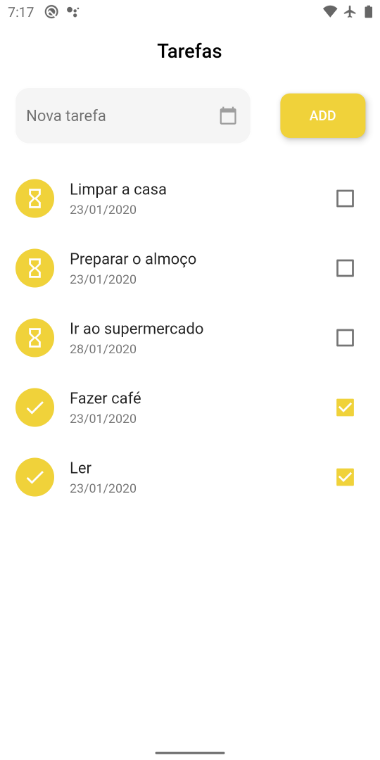 7:17
Tarefas
Nova tarefa
ADD
Limpar a casa
23/01/2020
Preparar o almoço
23/01/2020
Ir ao supermercado
28/01/2020
Fazer café
23/01/2020
Ler
23/01/2020